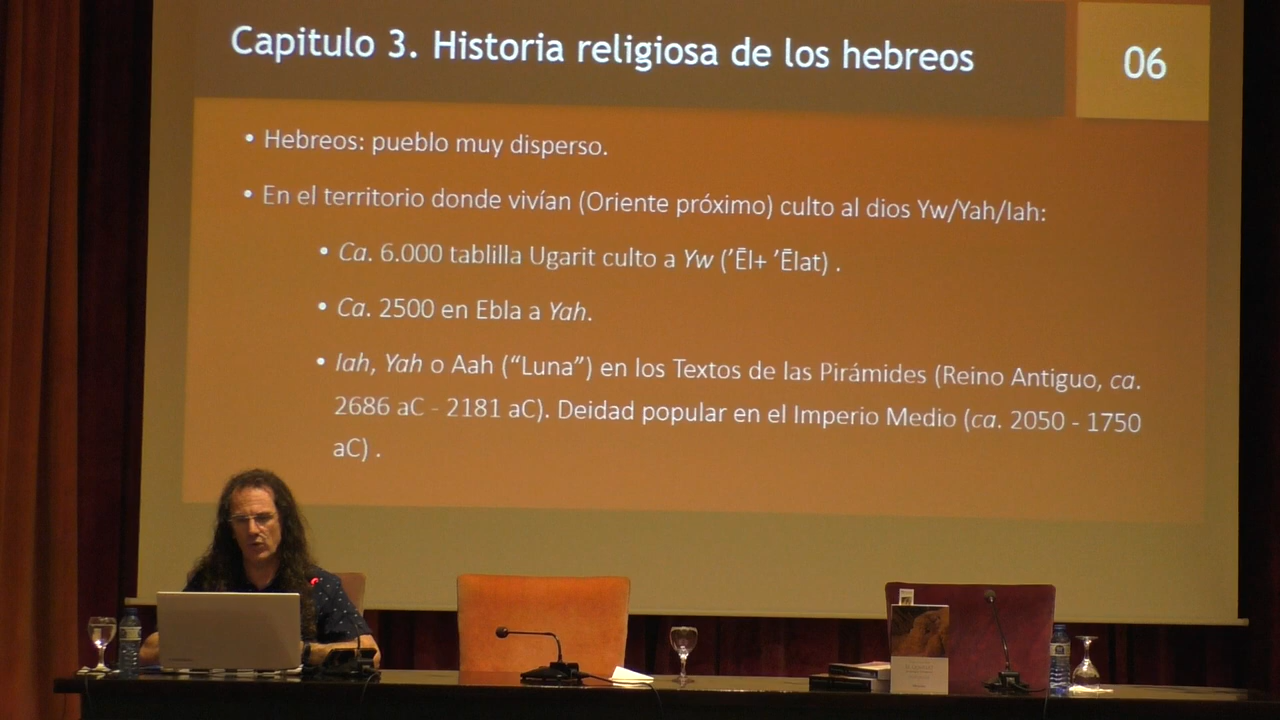 Capitulo 3. Historia religiosa de los hebreos
06
• Hebreos: pueblo muy disperso.
• En el territorio donde vivían (Oriente próximo) culto al dios Yw/Yah/Iah:
• Ca. 6.000 tablilla Ugarit culto a Yw (’Ēl+ ’Ēlat) .
• Ca. 2500 en Ebla a Yah.
• Iah, Yah o Aah (“Luna”) en los Textos de las Pirámides (Reino Antiguo, ca.
2686 aC - 2181 aC). Deidad popular en el Imperio Medio (ca. 2050 - 1750
aC) .